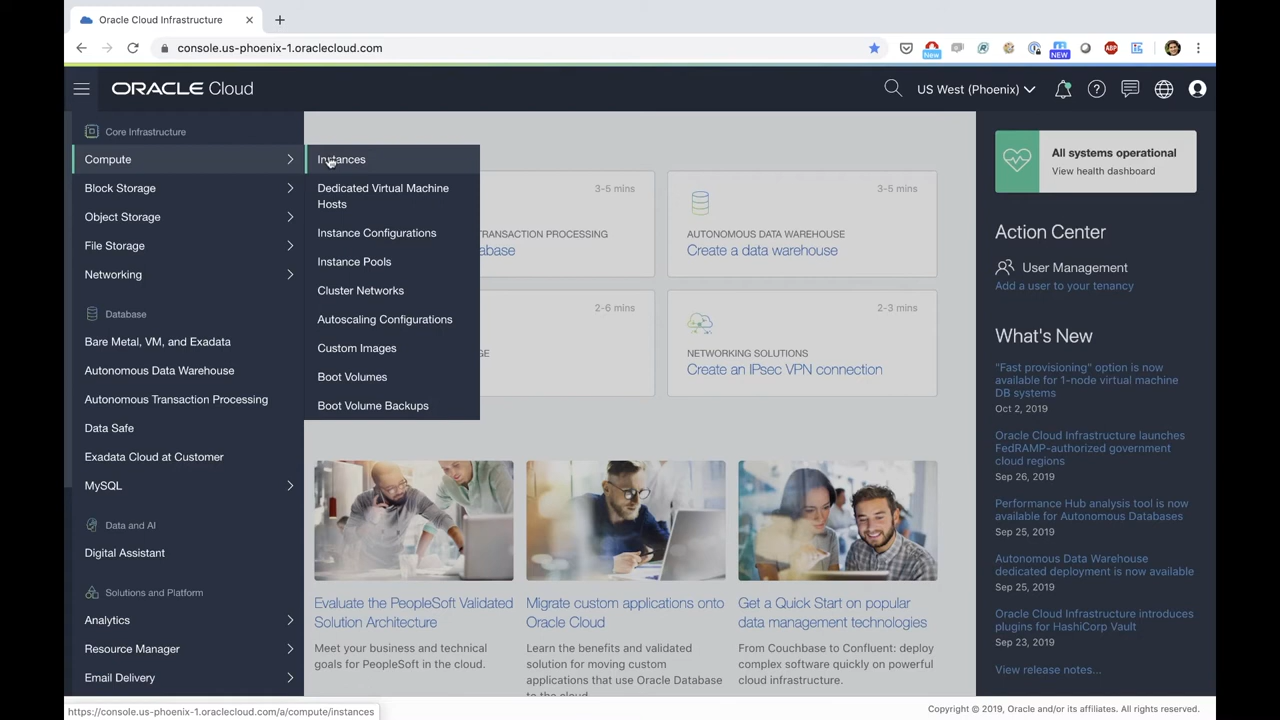 Oracle Cloud Infrastructure
console.us-phoenix-1.oraclecloud.com
New
NEW
ABP
ORACLE Cloud
US West (Phoenix)
Core Infrastructure
Compute
Block Storage
Object Storage
File Storage
Networking
Database
Bare Metal, VM, and Exadata
Autonomous Data Warehouse
Autonomous Transaction Processing
Data Safe
Exadata Cloud at Customer
MySQL
Data and AI
Digital Assistant
Solutions and Platform
Analytics
Resource Manager
Email Delivery
Instances
Dedicated Virtual Machine
Hosts
Instance Configurations
Instance Pools
Cluster Networks
Autoscaling Configurations
Custom Images
Boot Volumes
Boot Volume Backups
3-5 mins
TRANSACTION PROCESSING
abase
3-5 mins
AUTONOMOUS DATA WAREHOUSE
Create a data warehouse
2-6 mins
GE
2-3 mins
NETWORKING SOLUTIONS
Create an IPsec VPN connection
Evaluate the PeopleSoft Validated
Solution Architecture
Meet your business and technical
goals for PeopleSoft in the cloud.
Migrate custom applications onto
Oracle Cloud
Learn the benefits and validated
solution for moving custom
applications that use Oracle Database
to the cloud
Get a Quick Start on popular
data management technologies
From Couchbase to Confluent: deploy
complex software quickly on powerful
cloud infrastructure.
All systems operational
View health dashboard
Action Center
User Management
Add a user to your tenancy
What's New
"Fast provisioning" option is now
available for 1-node virtual machine
DB systems
Oct 2, 2019
Oracle Cloud Infrastructure launches
FedRAMP-authorized government
cloud regions
Sep 26, 2019
Performance Hub analysis tool is now
available for Autonomous Databases
Sep 25, 2019
Autonomous Data Warehouse
dedicated deployment is now available
Sep 25, 2019
Oracle Cloud Infrastructure introduces
plugins for HashiCorp Vault
Sep 23, 2019
View release notes...
https://console.us-phoenix-1.oraclecloud.com/a/compute/instances
Copyright © 2019, Oracle and/or its affiliates. All rights reserved.